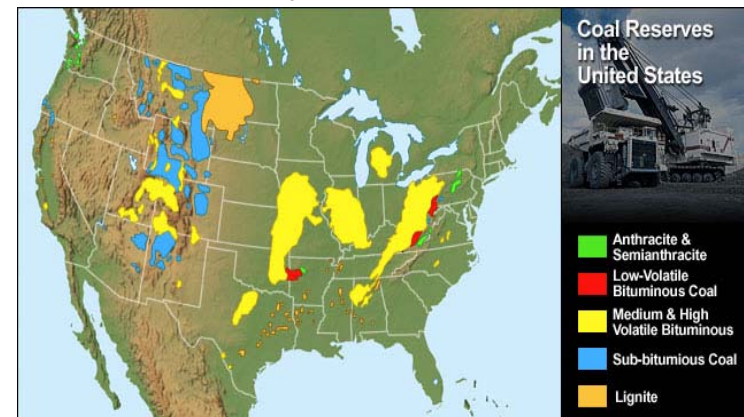 Coal Reserves
in the
United States
Anthracite &
Semianthracite
Low-Volatile
Bituminous Coal
Medium & High
Volatile Bituminous
Sub-bitumious Coal
Lignite